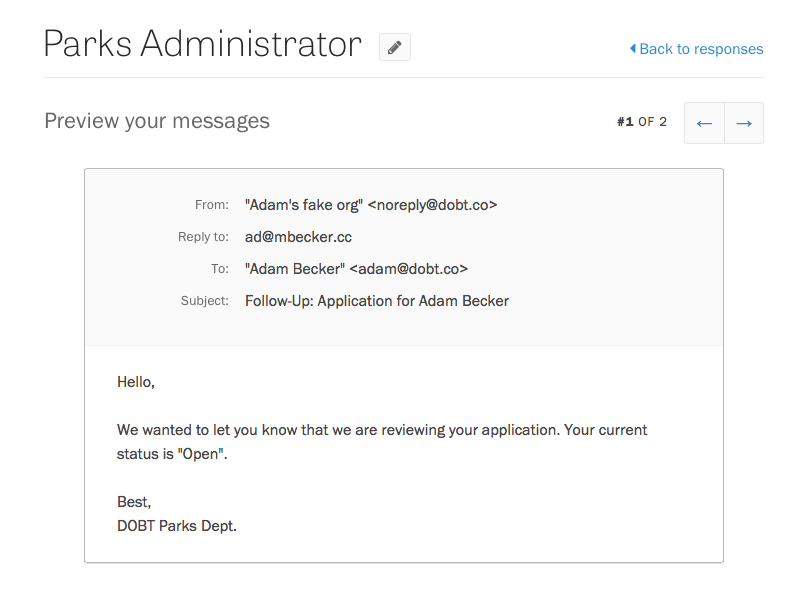 Parks Administrator
Back to responses
Preview your messages
#1 OF 2
← →
From: "Adam's fake org" <noreply@dobt.co>
Reply to: ad@mbecker.cc
To: "Adam Becker" <adam@dobt.co>
Subject: Follow-Up: Application for Adam Becker
Hello,
We wanted to let you know that we are reviewing your application. Your current
status is "Open".
Best,
DOBT Parks Dept.